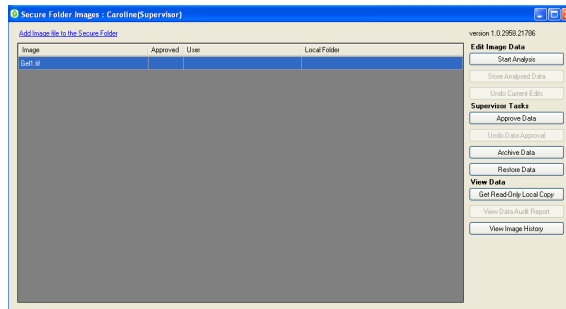 Secure Folder Images : Caroline(Supervisor)
Add Image file to the Secure Folder
version 1.0.2958.21786
Image Approved User Local Folder
Gel1.tif
Edit Image Data
Start Analysis
Store Analysed Data
Undo Current Edits
Supervisor Tasks
Approve Data
Undo Data Approval
Archive Data
Restore Data
View Data
Get Read-Only Local Copy
View Data Audit Report
View Image History